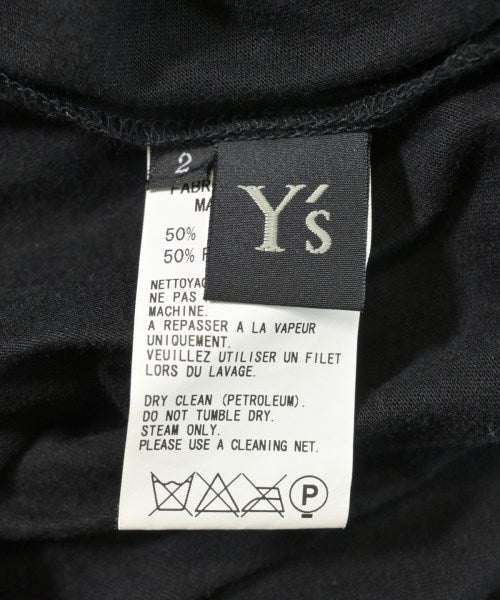 2
Y's
50%
50%
NE PAS
MACHINE.
A REPASSER A LA VAPEUR
UNIQUEMENT.
VEUILLEZ UTILISER UN FILET
LORS DU LAVAGE.
DRY CLEAN (PETROLEUM).
DO NOT TUMBLE DRY.
STEAM ONLY.
PLEASE USE A CLEANING NET.
P